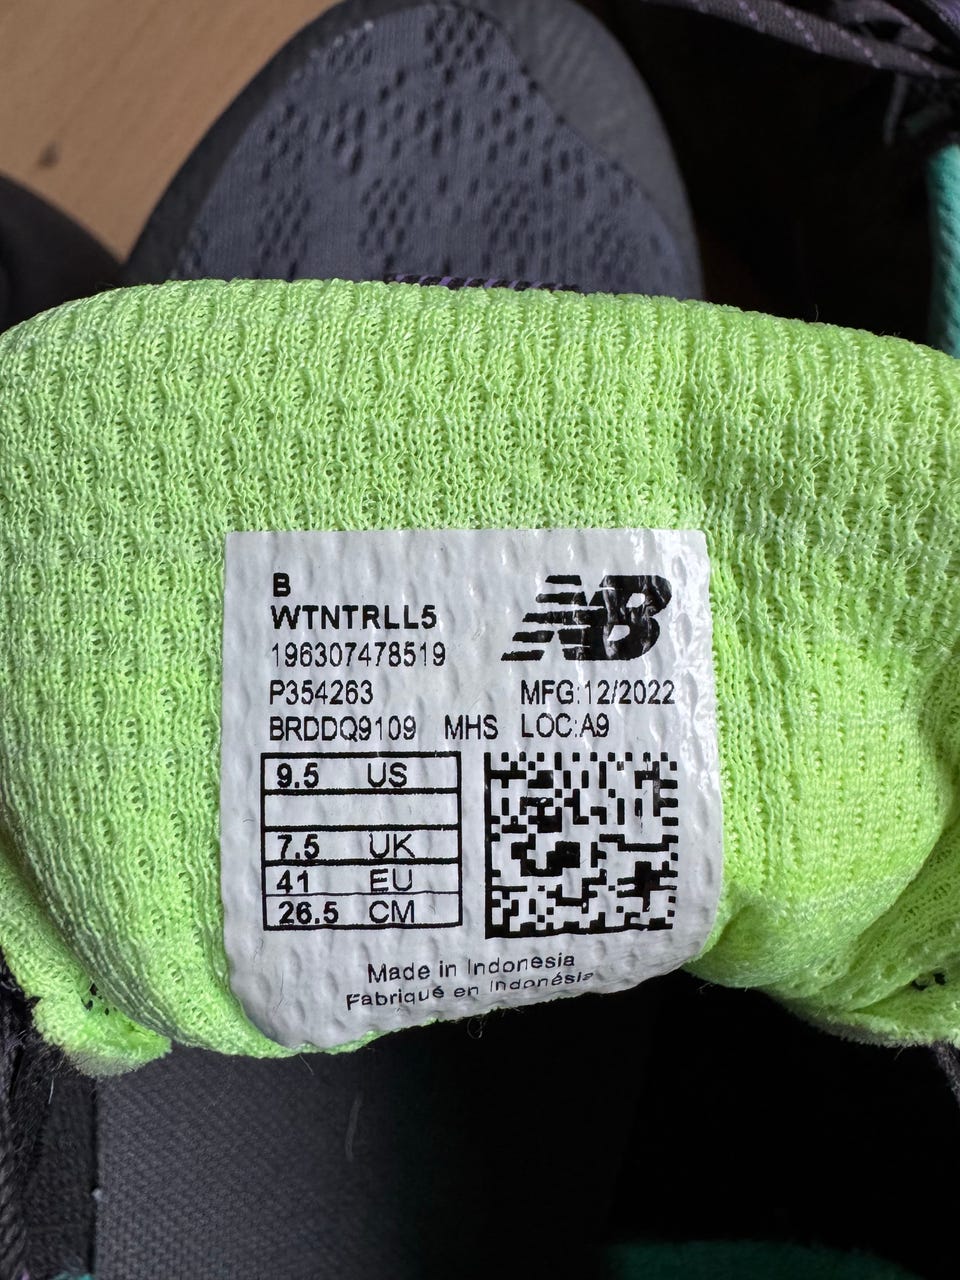 B
WTNTRLL5
NB
196307478519
P354263 MFG:12/2022
BRDDQ9109 MHS LOC:A9
9.5 US
7.5 UK
41 EU
26.5 CM
Made in Indonesia
Fabriqué en Indonésie